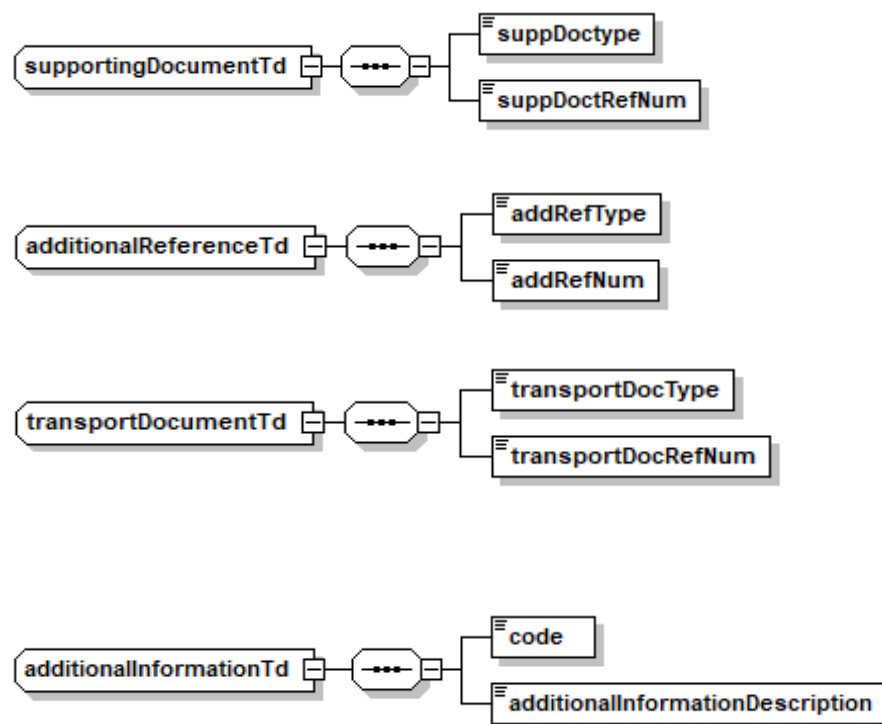 suppDoctype
supportingDocumentTd
suppDoctRefNum
addRefType
additionalReferenceTd
addRefNum
transportDocType
transportDocumentTd
transportDocRefNum
code
additionalInformationTd
additionalInformationDescription